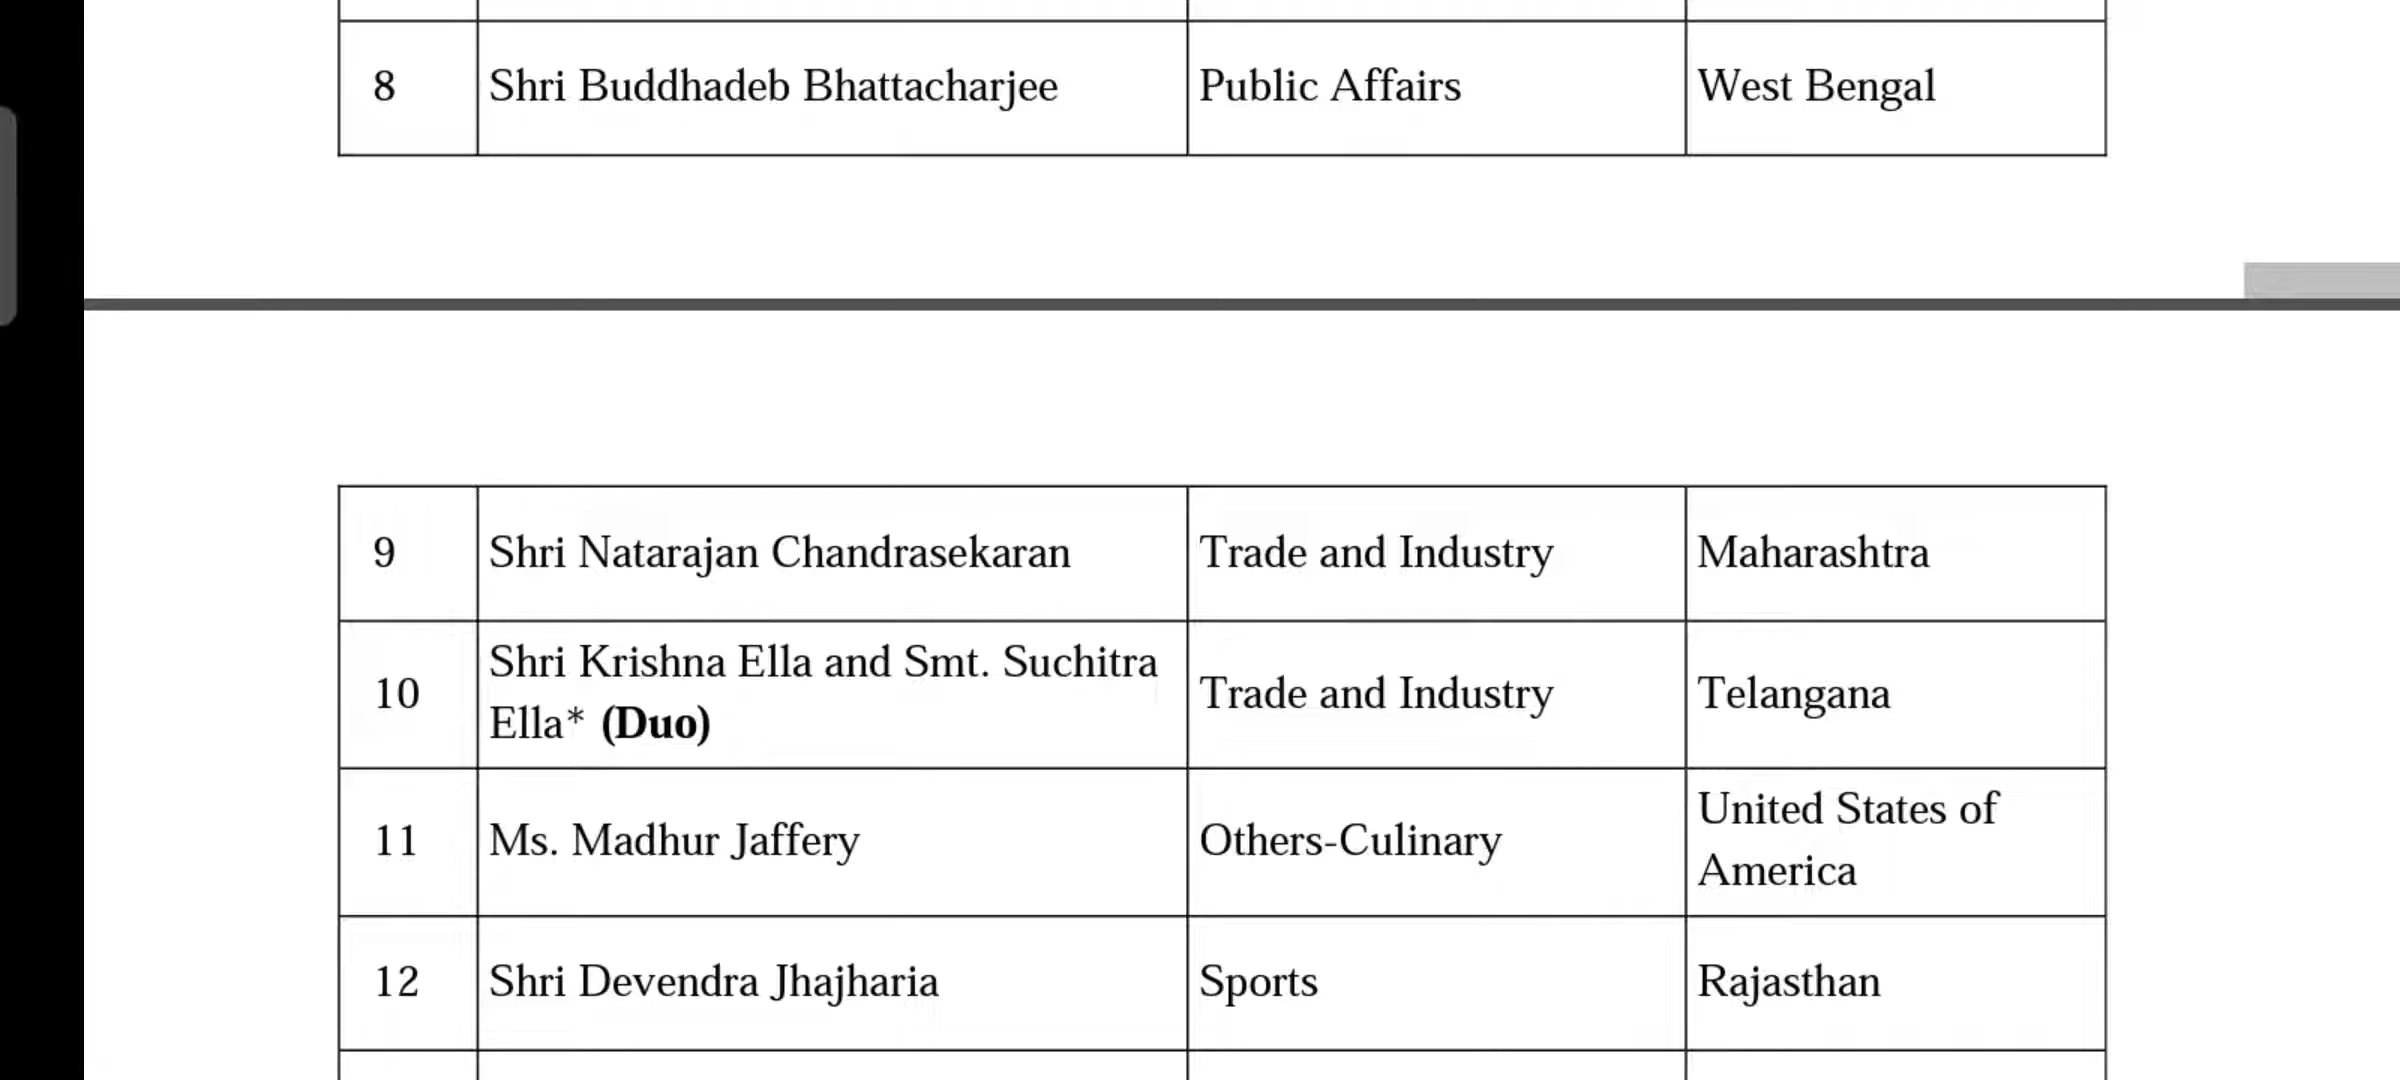 8 Shri Buddhadeb Bhattacharjee Public Affairs West Bengal
9 Shri Natarajan Chandrasekaran Trade and Industry Maharashtra
10 Shri Krishna Ella and Smt. Suchitra
Ella* (Duo) Trade and Industry Telangana
11 Ms. Madhur Jaffery Others-Culinary United States of
America
12 Shri Devendra Jhajharia Sports Rajasthan